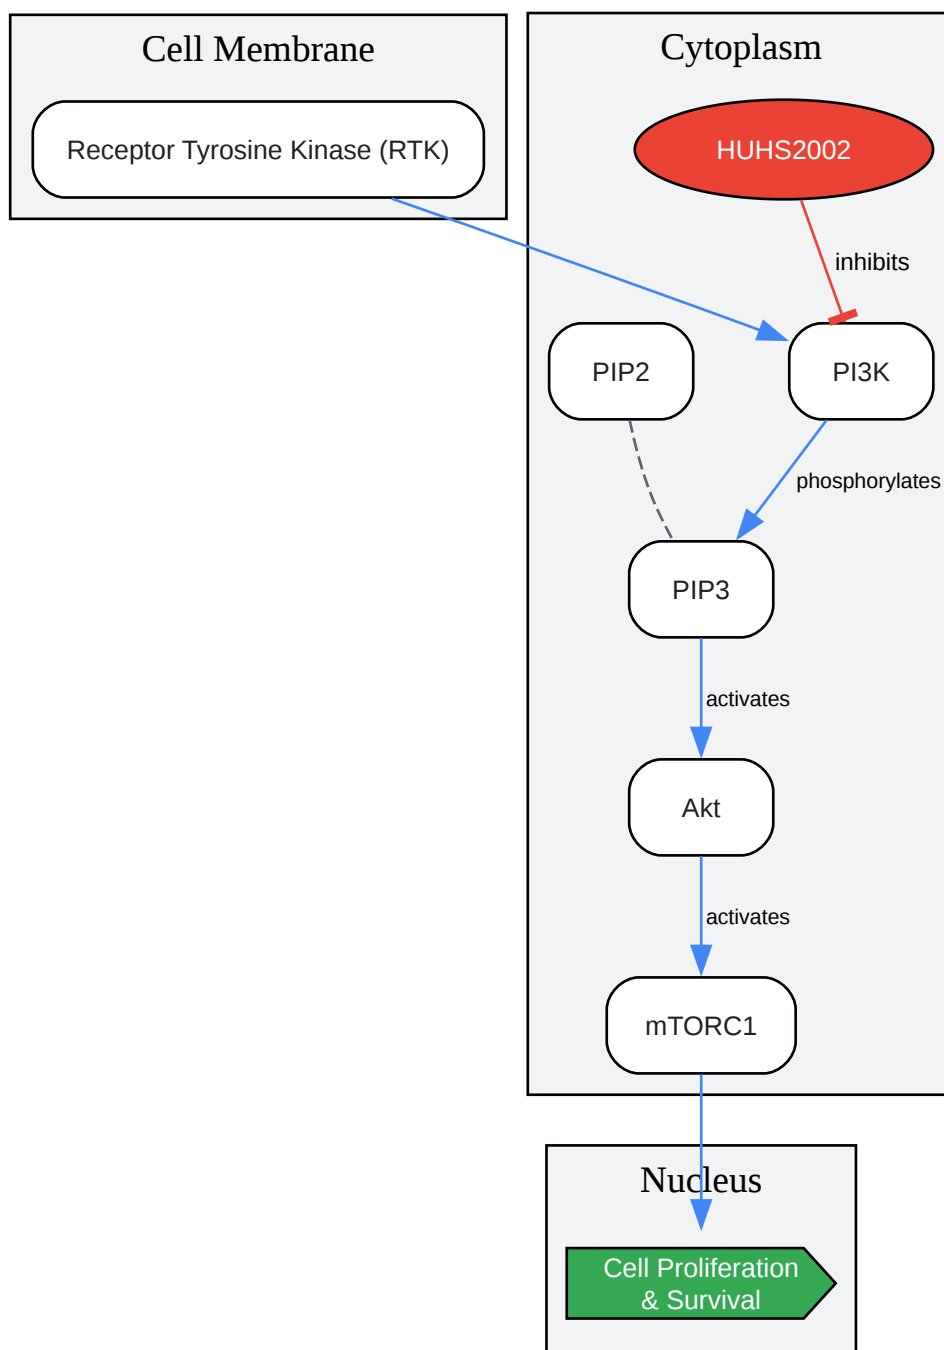 Cell Membrane
Receptor Tyrosine Kinase (RTK)
Cytoplasm
HUHS2002
inhibits
PIP2
PI3K
phosphorylates
PIP3
activates
Akt
activates
mTORC1
Nucleus
Cell Proliferation
& Survival